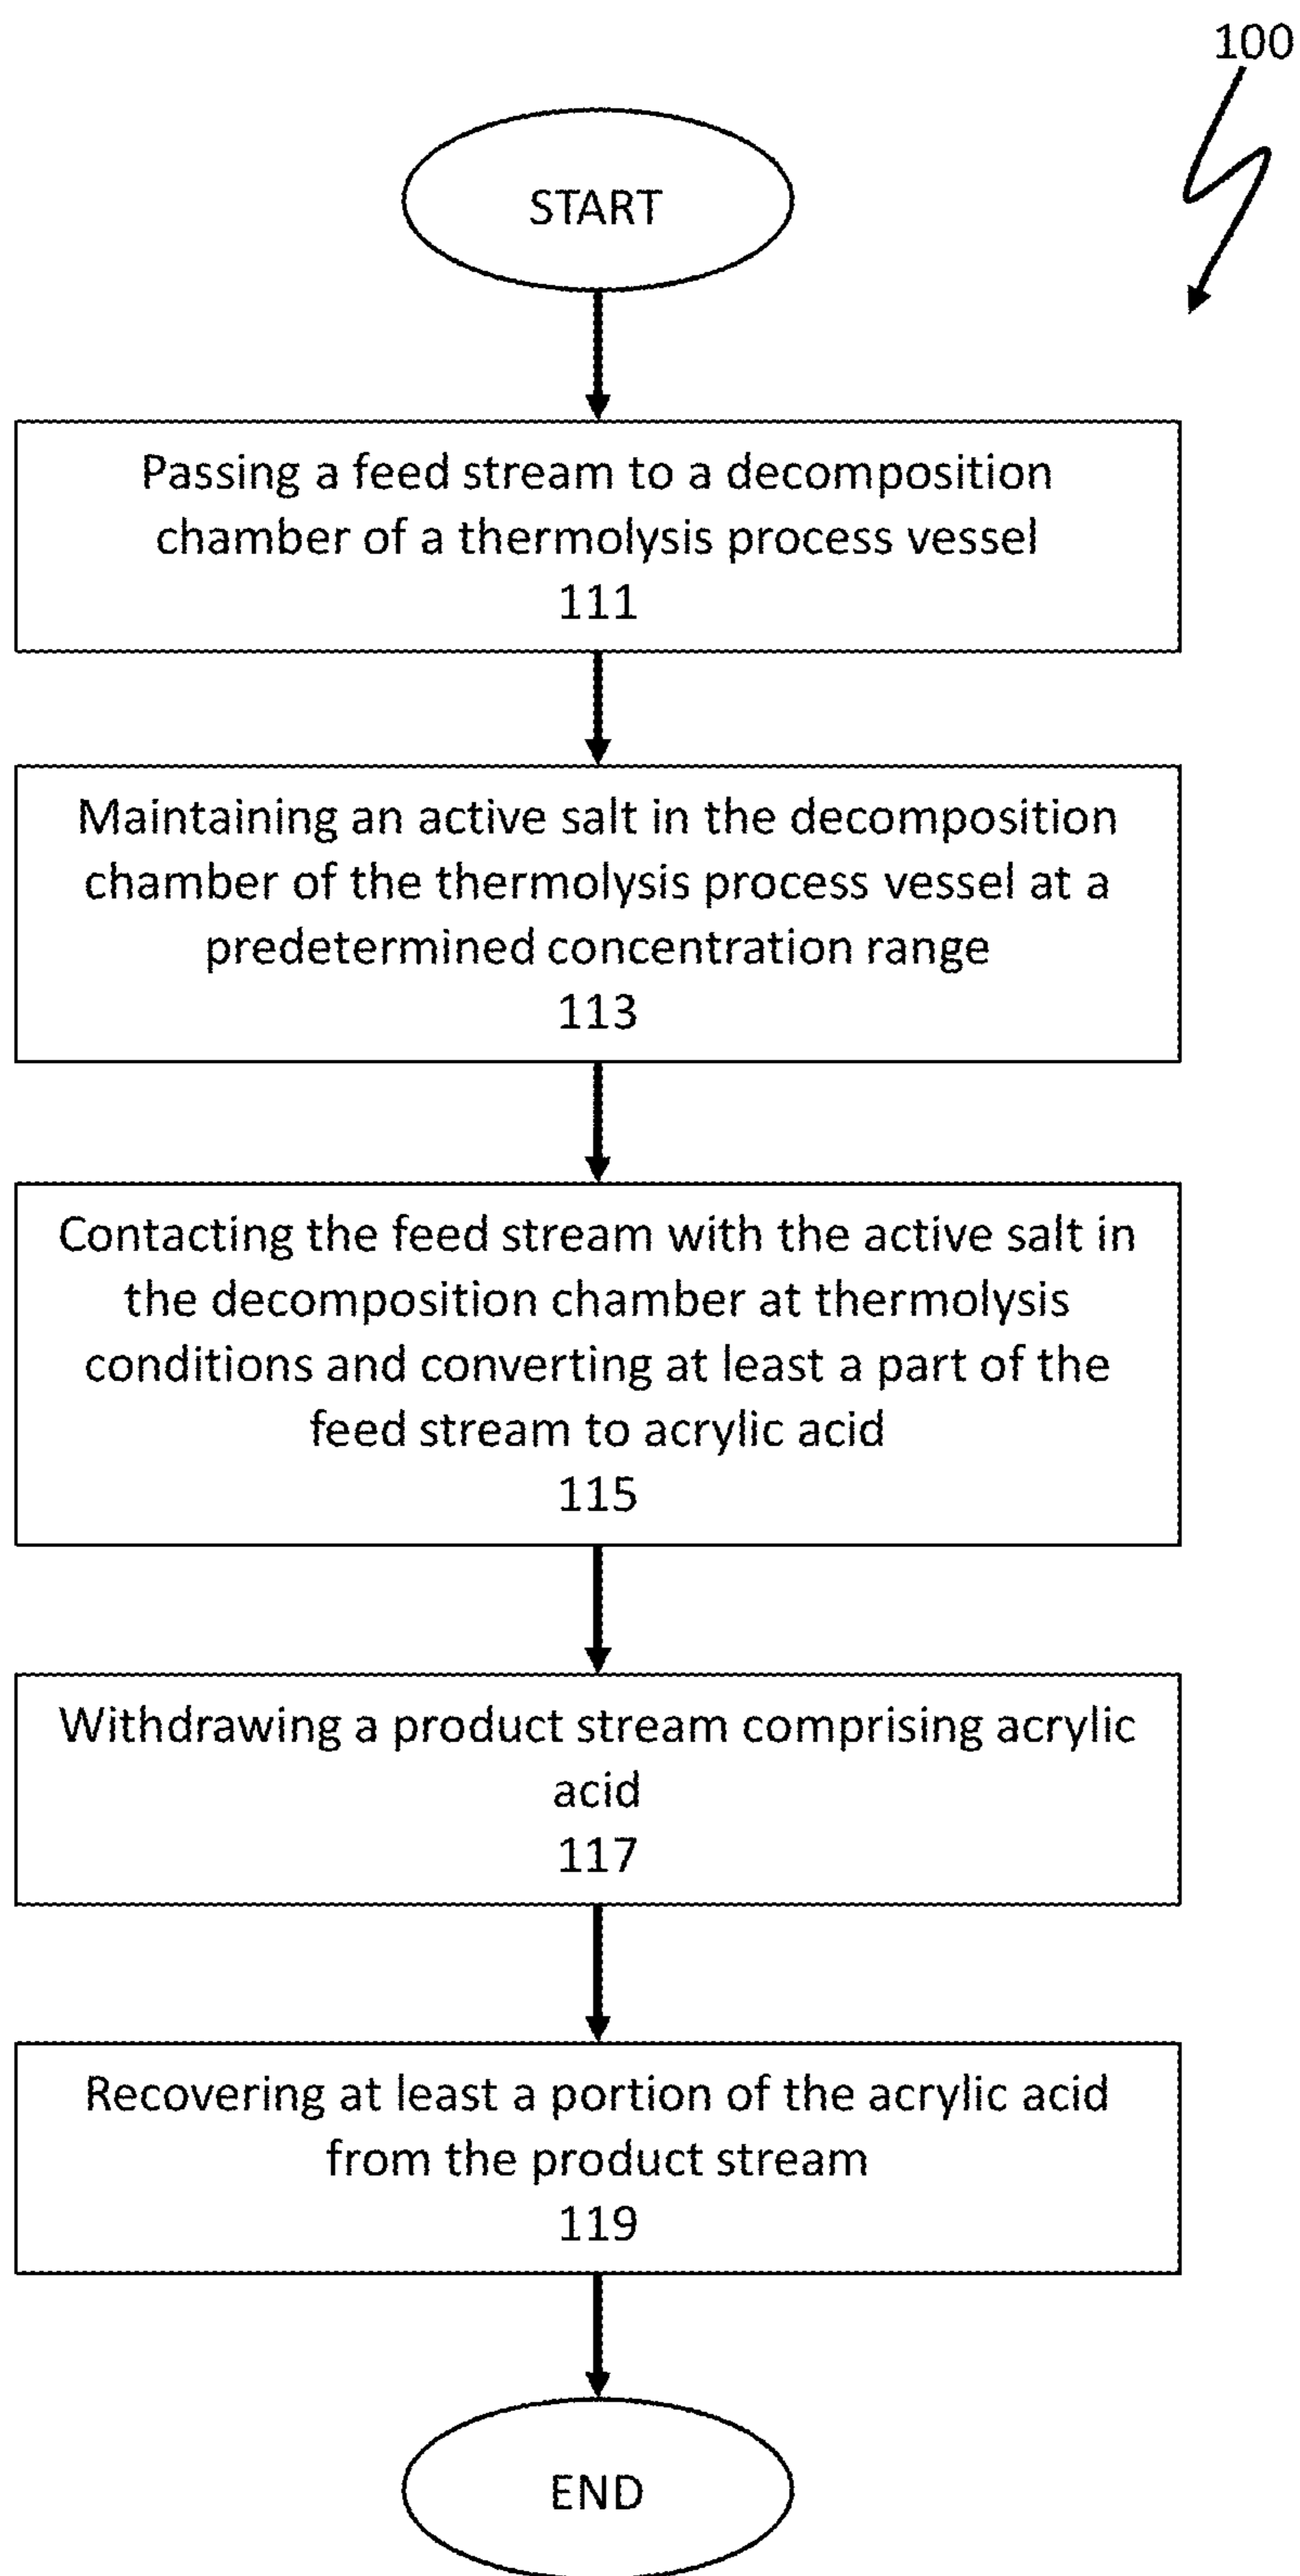 100
START
Passing a feed stream to a decomposition
chamber of a thermolysis process vessel
111
Maintaining an active salt in the decomposition
chamber of the thermolysis process vessel at a
predetermined concentration range
113
Contacting the feed stream with the active salt in
the decomposition chamber at thermolysis
conditions and converting at least a part of the
feed stream to acrylic acid
115
Withdrawing a product stream comprising acrylic
acid
117
Recovering at least a portion of the acrylic acid
from the product stream
119
END